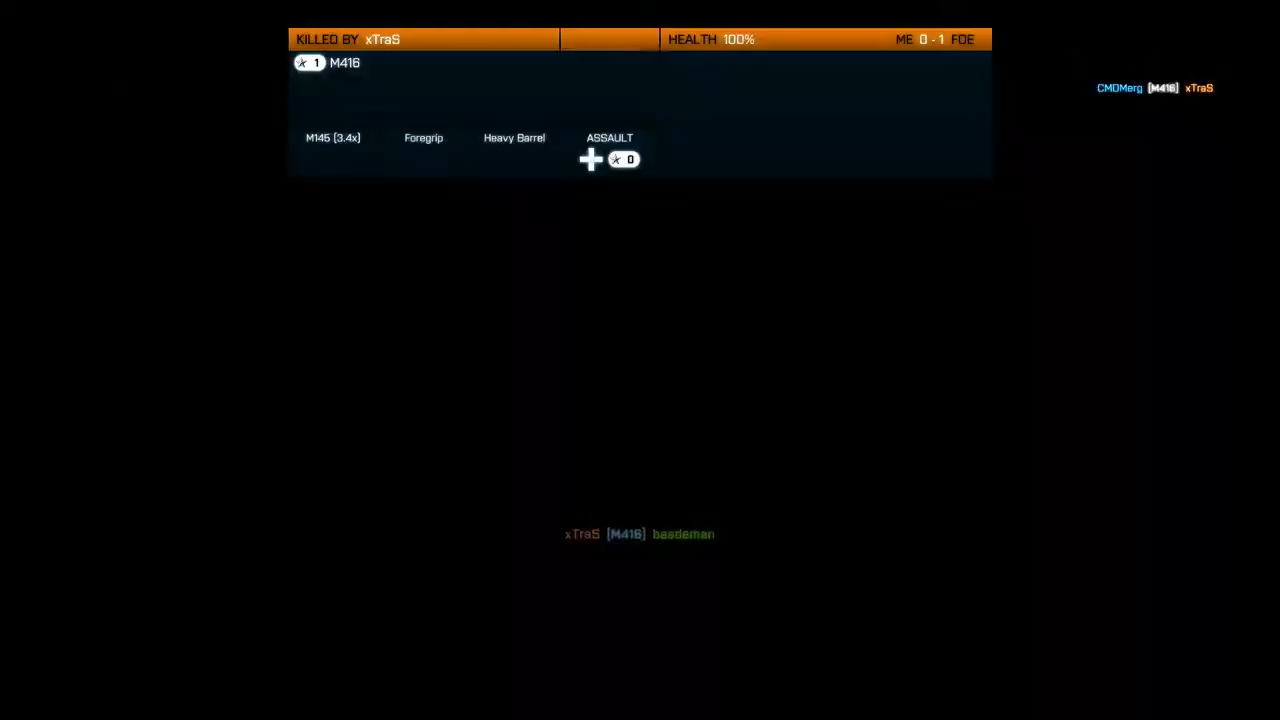 KILLED BY xTraS HEALTH 100% ME 0 - 1 FOE
1 M416
CMDMerg [M416] xTraS
M145 (3.4x) Foregrip Heavy Barrel ASSAULT
0
xTraS [M416] basdeman